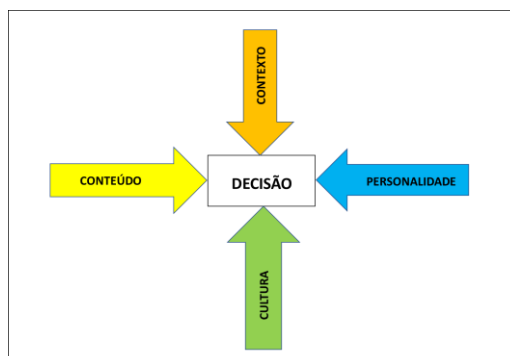 CONTEXTO
CONTEÚDO
DECISÃO
PERSONALIDADE
CULTURA